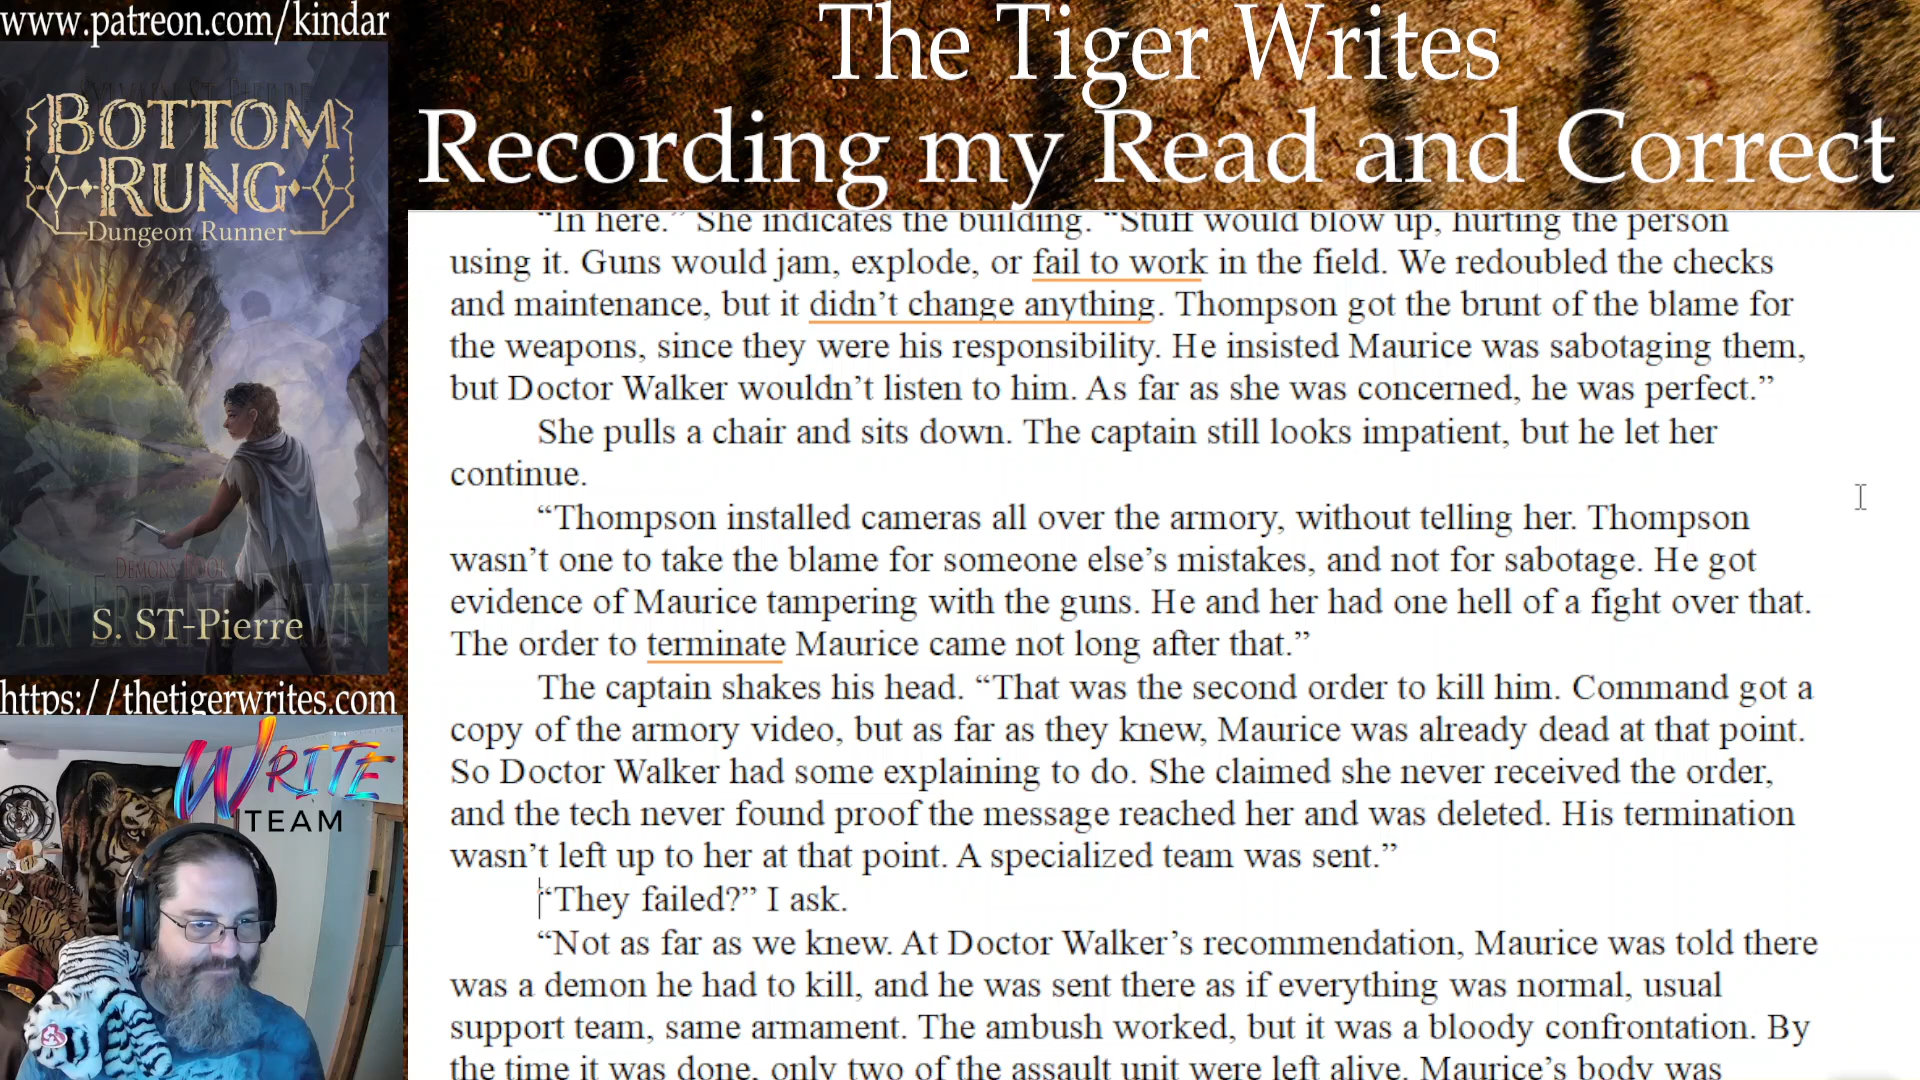 www.patreon.com/kindar
The Tiger Writes
Recording my Read and Correct
BOTTOM
RUNG
Dungeon Runner
DEMONS BOOK
S. ST-Pierre
https://thetigerwrites.com
WRITE
TEAM
“In here.” She indicates the building. “Stuff would blow up, hurting the person
using it. Guns would jam, explode, or fail to work in the field. We redoubled the checks
and maintenance, but it didn’t change anything. Thompson got the brunt of the blame for
the weapons, since they were his responsibility. He insisted Maurice was sabotaging them,
but Doctor Walker wouldn’t listen to him. As far as she was concerned, he was perfect.”
She pulls a chair and sits down. The captain still looks impatient, but he let her
continue.
“Thompson installed cameras all over the armory, without telling her. Thompson
wasn’t one to take the blame for someone else’s mistakes, and not for sabotage. He got
evidence of Maurice tampering with the guns. He and her had one hell of a fight over that.
The order to terminate Maurice came not long after that.”
The captain shakes his head. “That was the second order to kill him. Command got a
copy of the armory video, but as far as they knew, Maurice was already dead at that point.
So Doctor Walker had some explaining to do. She claimed she never received the order,
and the tech never found proof the message reached her and was deleted. His termination
wasn’t left up to her at that point. A specialized team was sent.”
“They failed?” I ask.
“Not as far as we knew. At Doctor Walker’s recommendation, Maurice was told there
was a demon he had to kill, and he was sent there as if everything was normal, usual
support team, same armament. The ambush worked, but it was a bloody confrontation. By
the time it was done, only two of the assault unit were left alive. Maurice’s body was